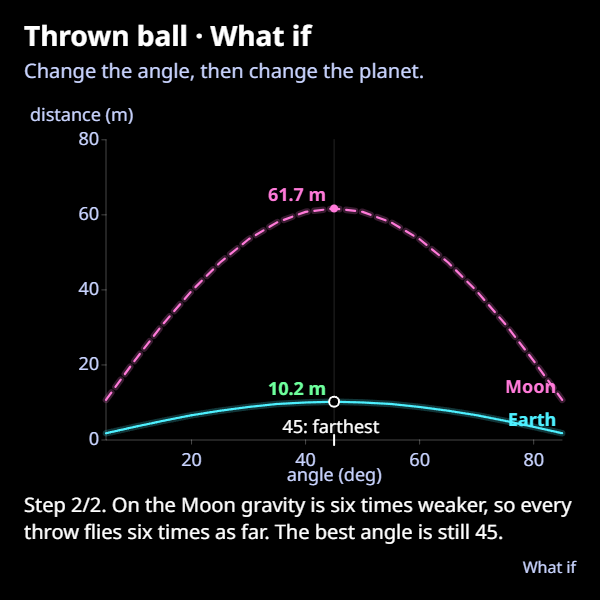 Thrown ball · What if
Change the angle, then change the planet.
distance (m)
80
61.7 m
60
40
20
10.2 m
Moon
Earth
45: farthest
0
20 40 60 80
angle (deg)
Step 2/2. On the Moon gravity is six times weaker, so every
throw flies six times as far. The best angle is still 45.
What if